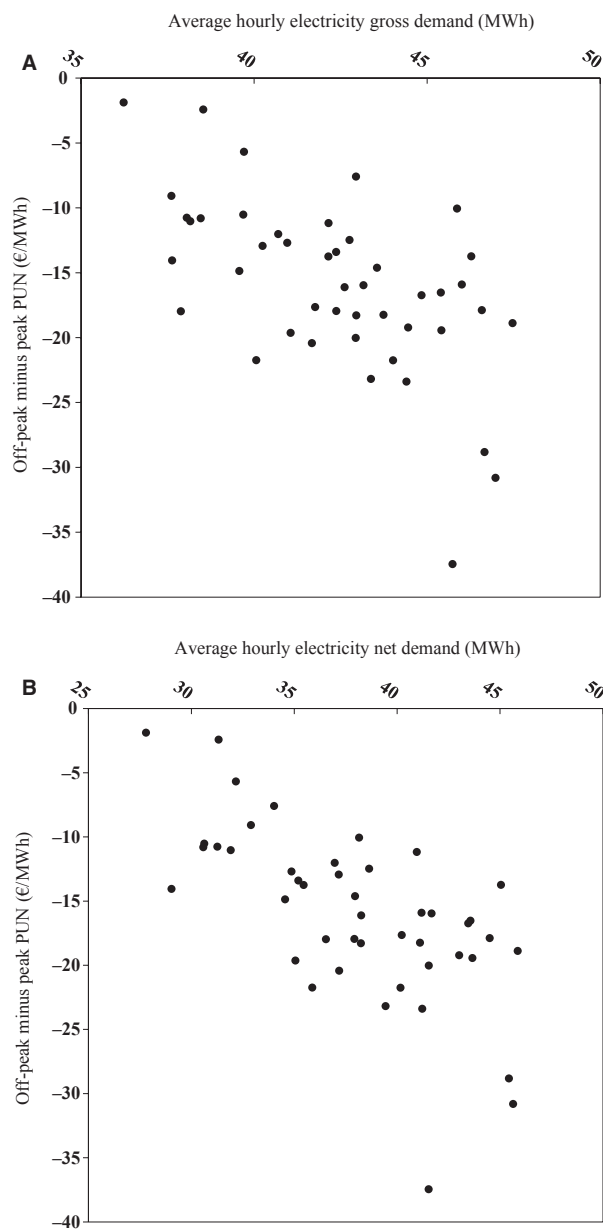 Average hourly electricity gross demand (MWh)
35 40 45 50
A
0
–5
–10
–15
–20
–25
–30
–35
–40
Off-peak minus peak PUN (€/MWh)
Average hourly electricity net demand (MWh)
B
25 30 35 40 45 50
0
–5
–10
–15
–20
–25
–30
–35
–40
Off-peak minus peak PUN (€/MWh)